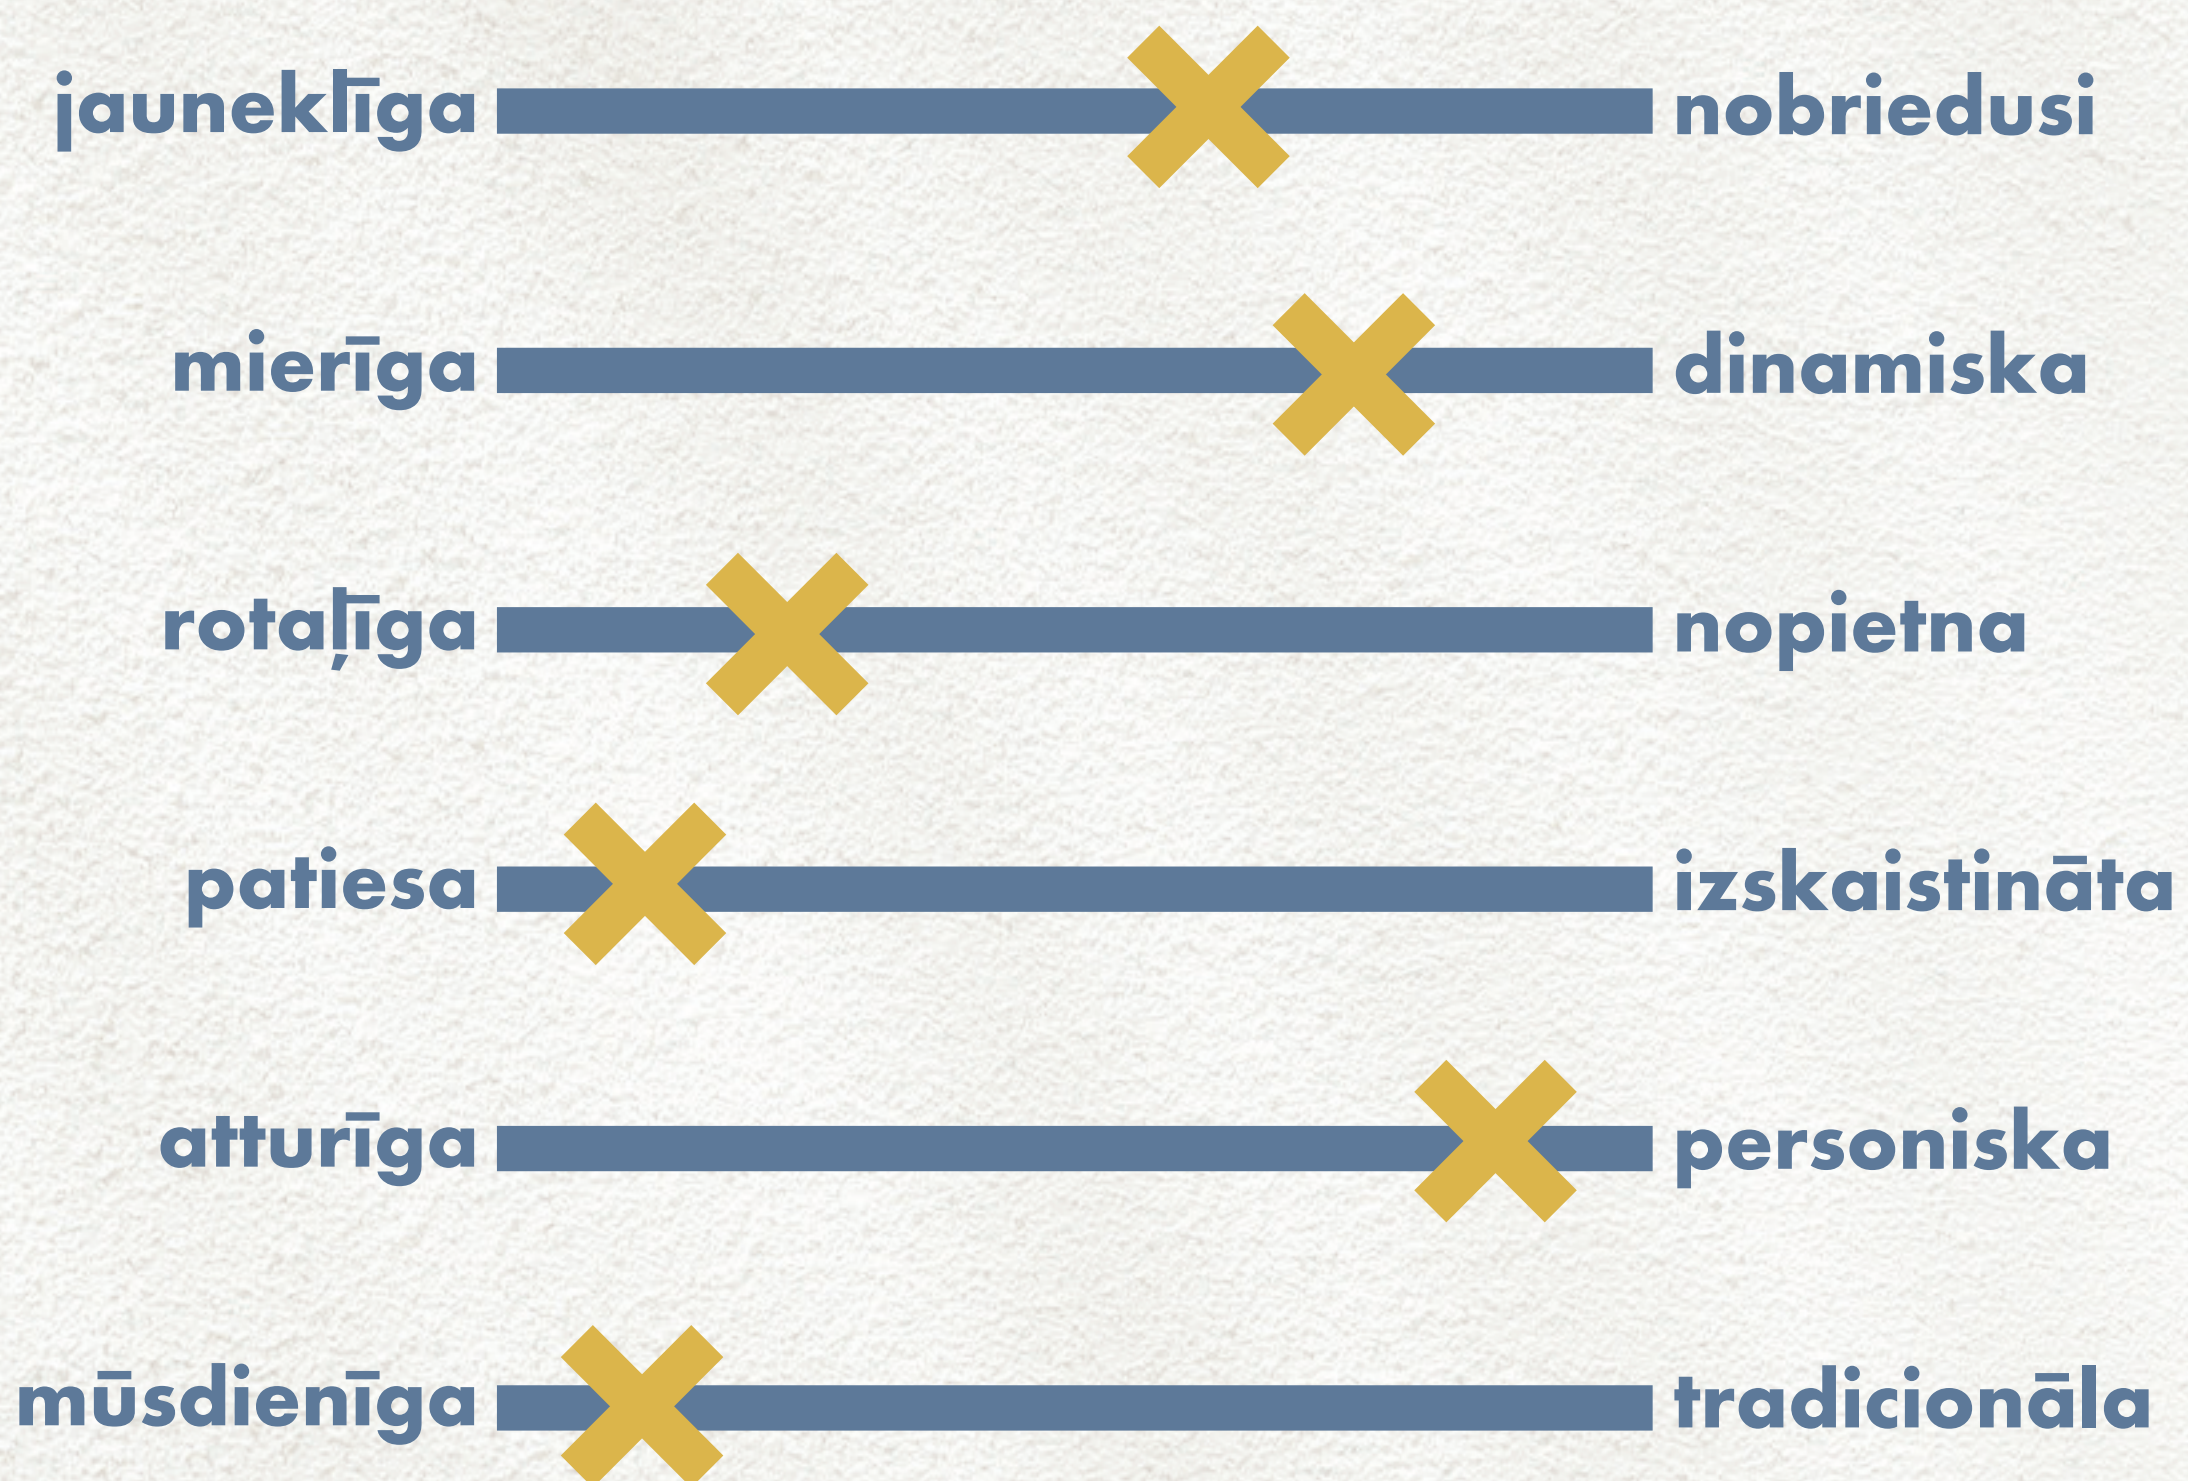 jauneklīga nobriedusi
mierīga dinamiska
rotaļīga nopietna
patiesa izskaistināta
atturīga personiska
mūsdienīga tradicionāla